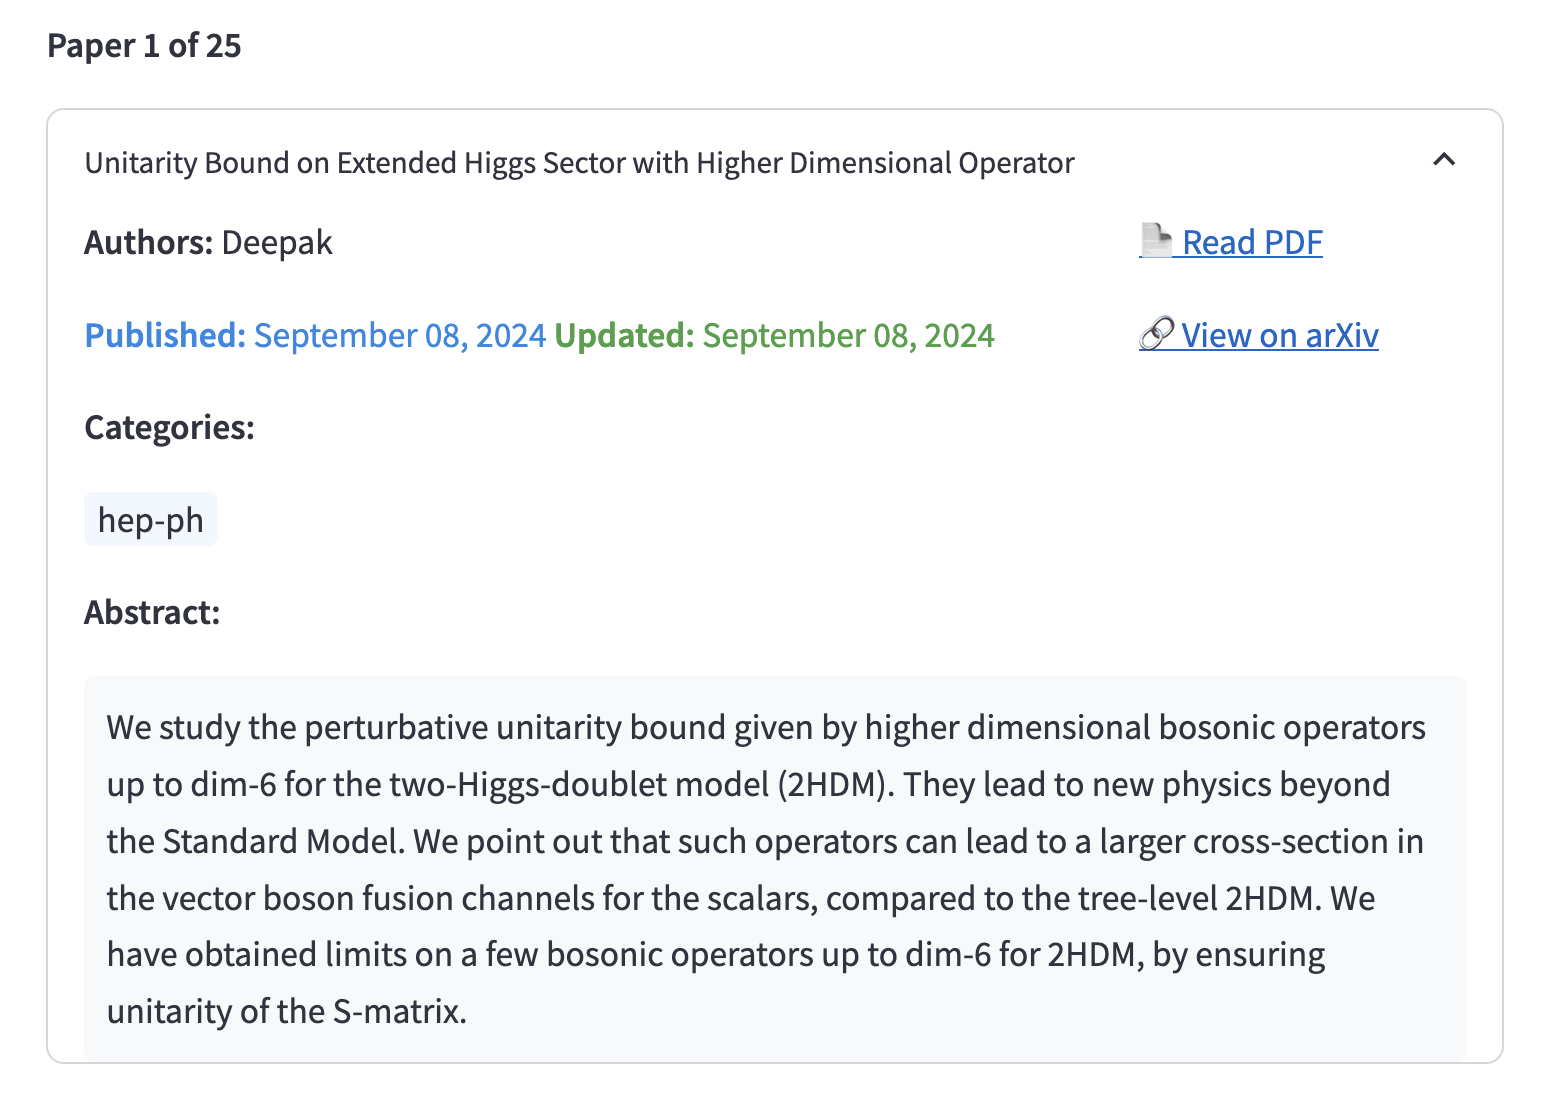 Paper 1 of 25
Unitarity Bound on Extended Higgs Sector with Higher Dimensional Operator
Authors: Deepak
Read PDF
Published: September 08, 2024 Updated: September 08, 2024
View on arXiv
Categories:
hep-ph
Abstract:
We study the perturbative unitarity bound given by higher dimensional bosonic operators
up to dim-6 for the two-Higgs-doublet model (2HDM). They lead to new physics beyond
the Standard Model. We point out that such operators can lead to a larger cross-section in
the vector boson fusion channels for the scalars, compared to the tree-level 2HDM. We
have obtained limits on a few bosonic operators up to dim-6 for 2HDM, by ensuring
unitarity of the S-matrix.